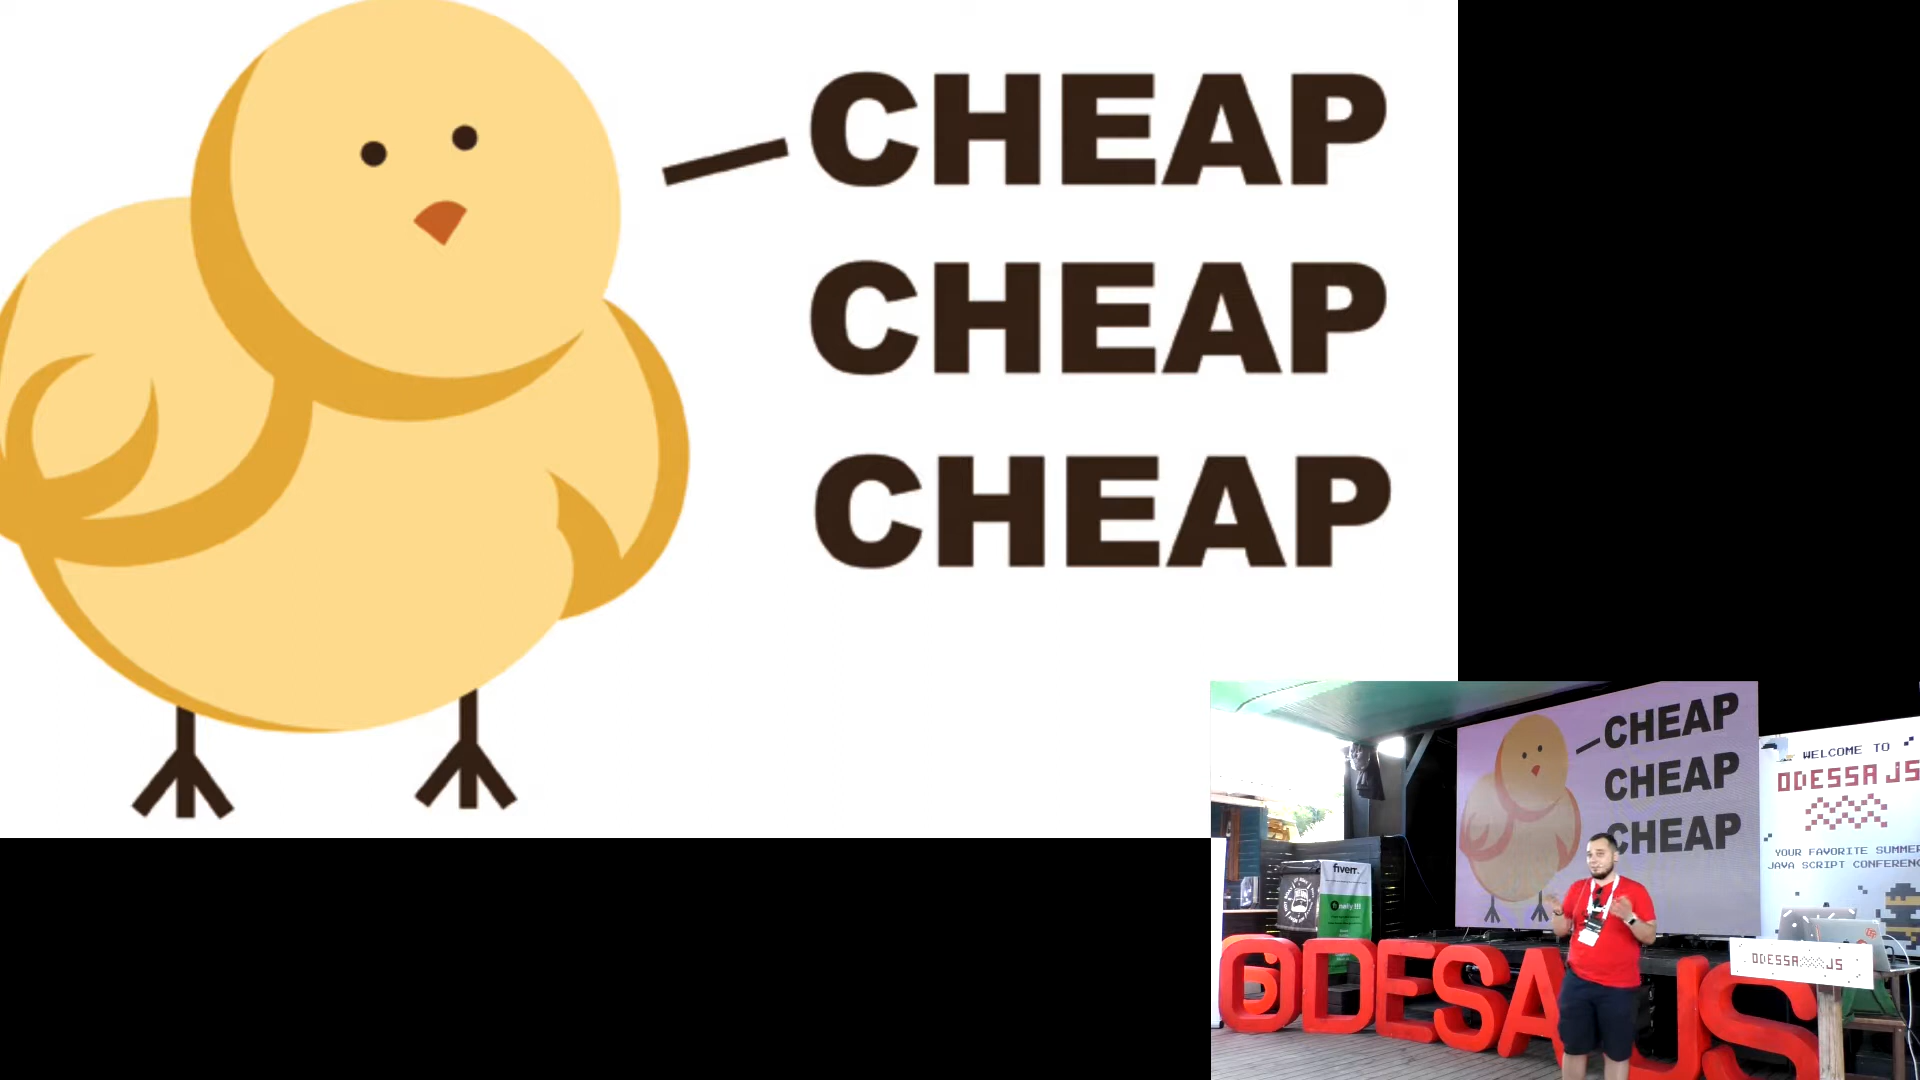 CHEAP
CHEAP
CHEAP
CHEAP
CHEAP
CHEAP
WELCOME TO
ODESSA JS
YOUR FAVORITE SUMMER
JAVA SCRIPT CONFERENC
fiverr.
ODESSA JS
ODESSA JS